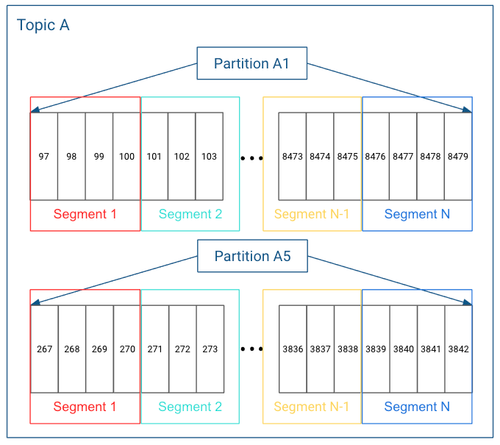 Topic A
Partition A1
97 98 99 100 101 102 103 ... 8473 8474 8475 8476 8477 8478 8479
Segment 1 Segment 2 Segment N-1 Segment N
Partition A5
267 268 269 270 271 272 273 ... 3836 3837 3838 3839 3840 3841 3842
Segment 1 Segment 2 Segment N-1 Segment N